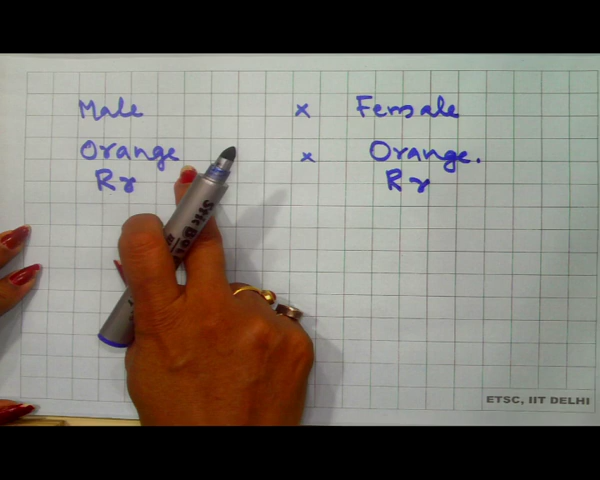 Male x Female
Orange x Orange.
Rr Rr
ETSC, IIT DELHI